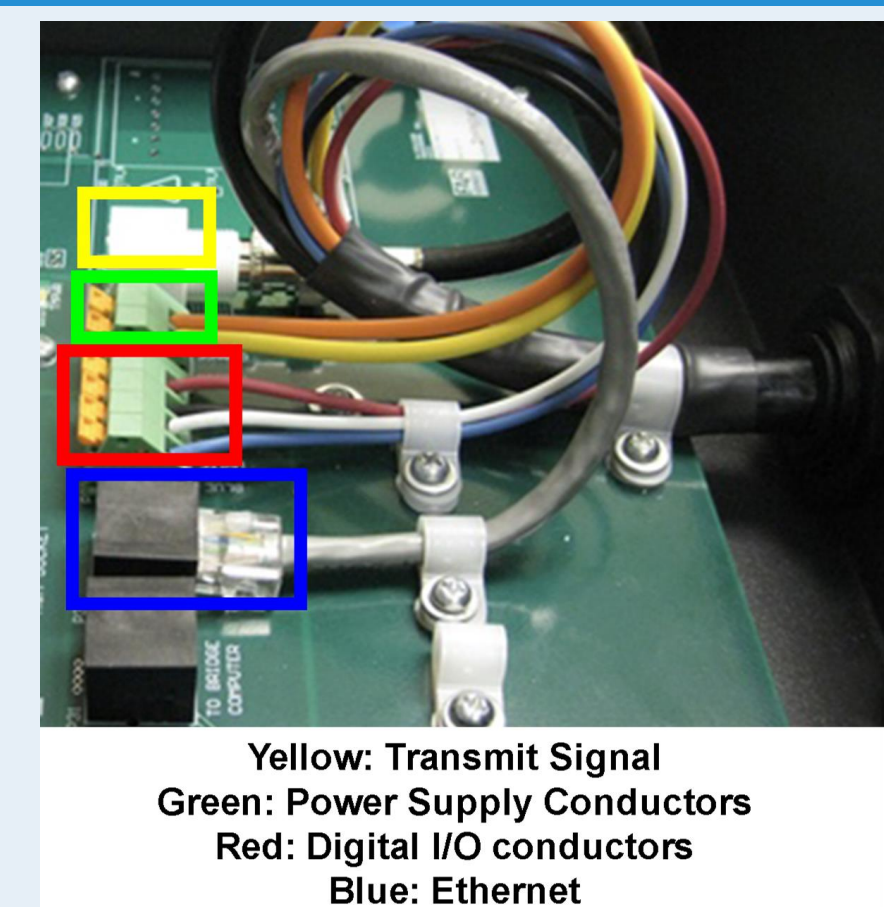 TO BRIDGE
COMPUTER
Yellow: Transmit Signal
Green: Power Supply Conductors
Red: Digital I/O conductors
Blue: Ethernet